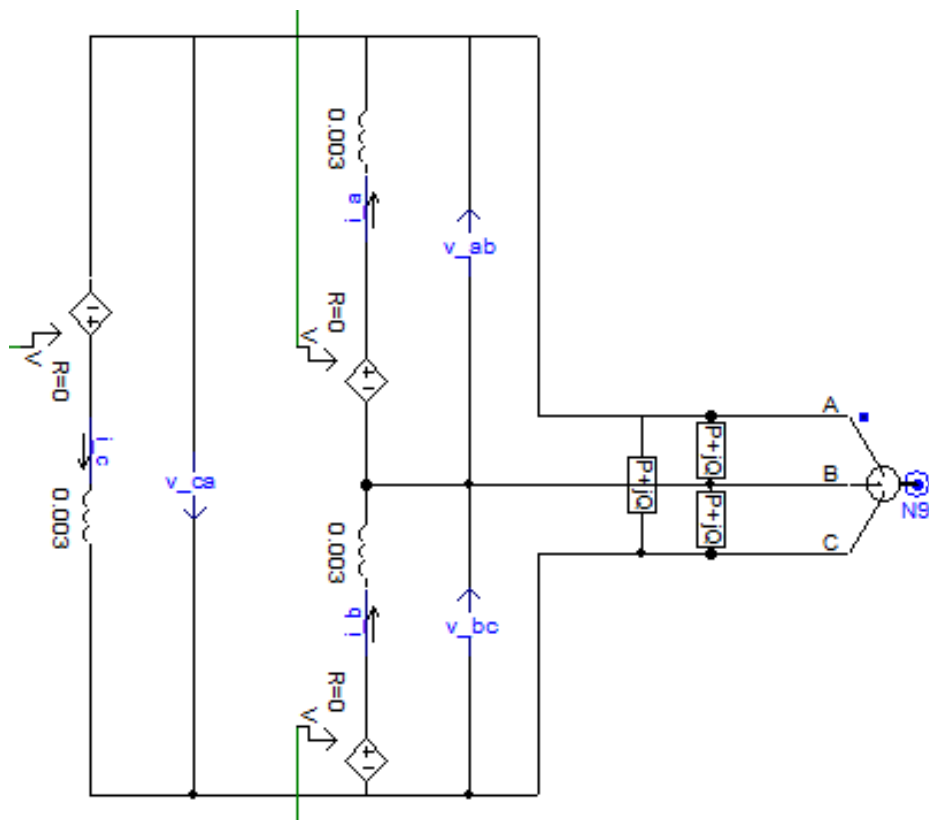 0.003
i_a
v_ab
R=0
V
+ -
- +
V
R=0
i_c
v_ca
0.003
A
B
C
P+jQ
P+jQ
P+jQ
N9
0.003
i_b
v_bc
R=0
V
+ -